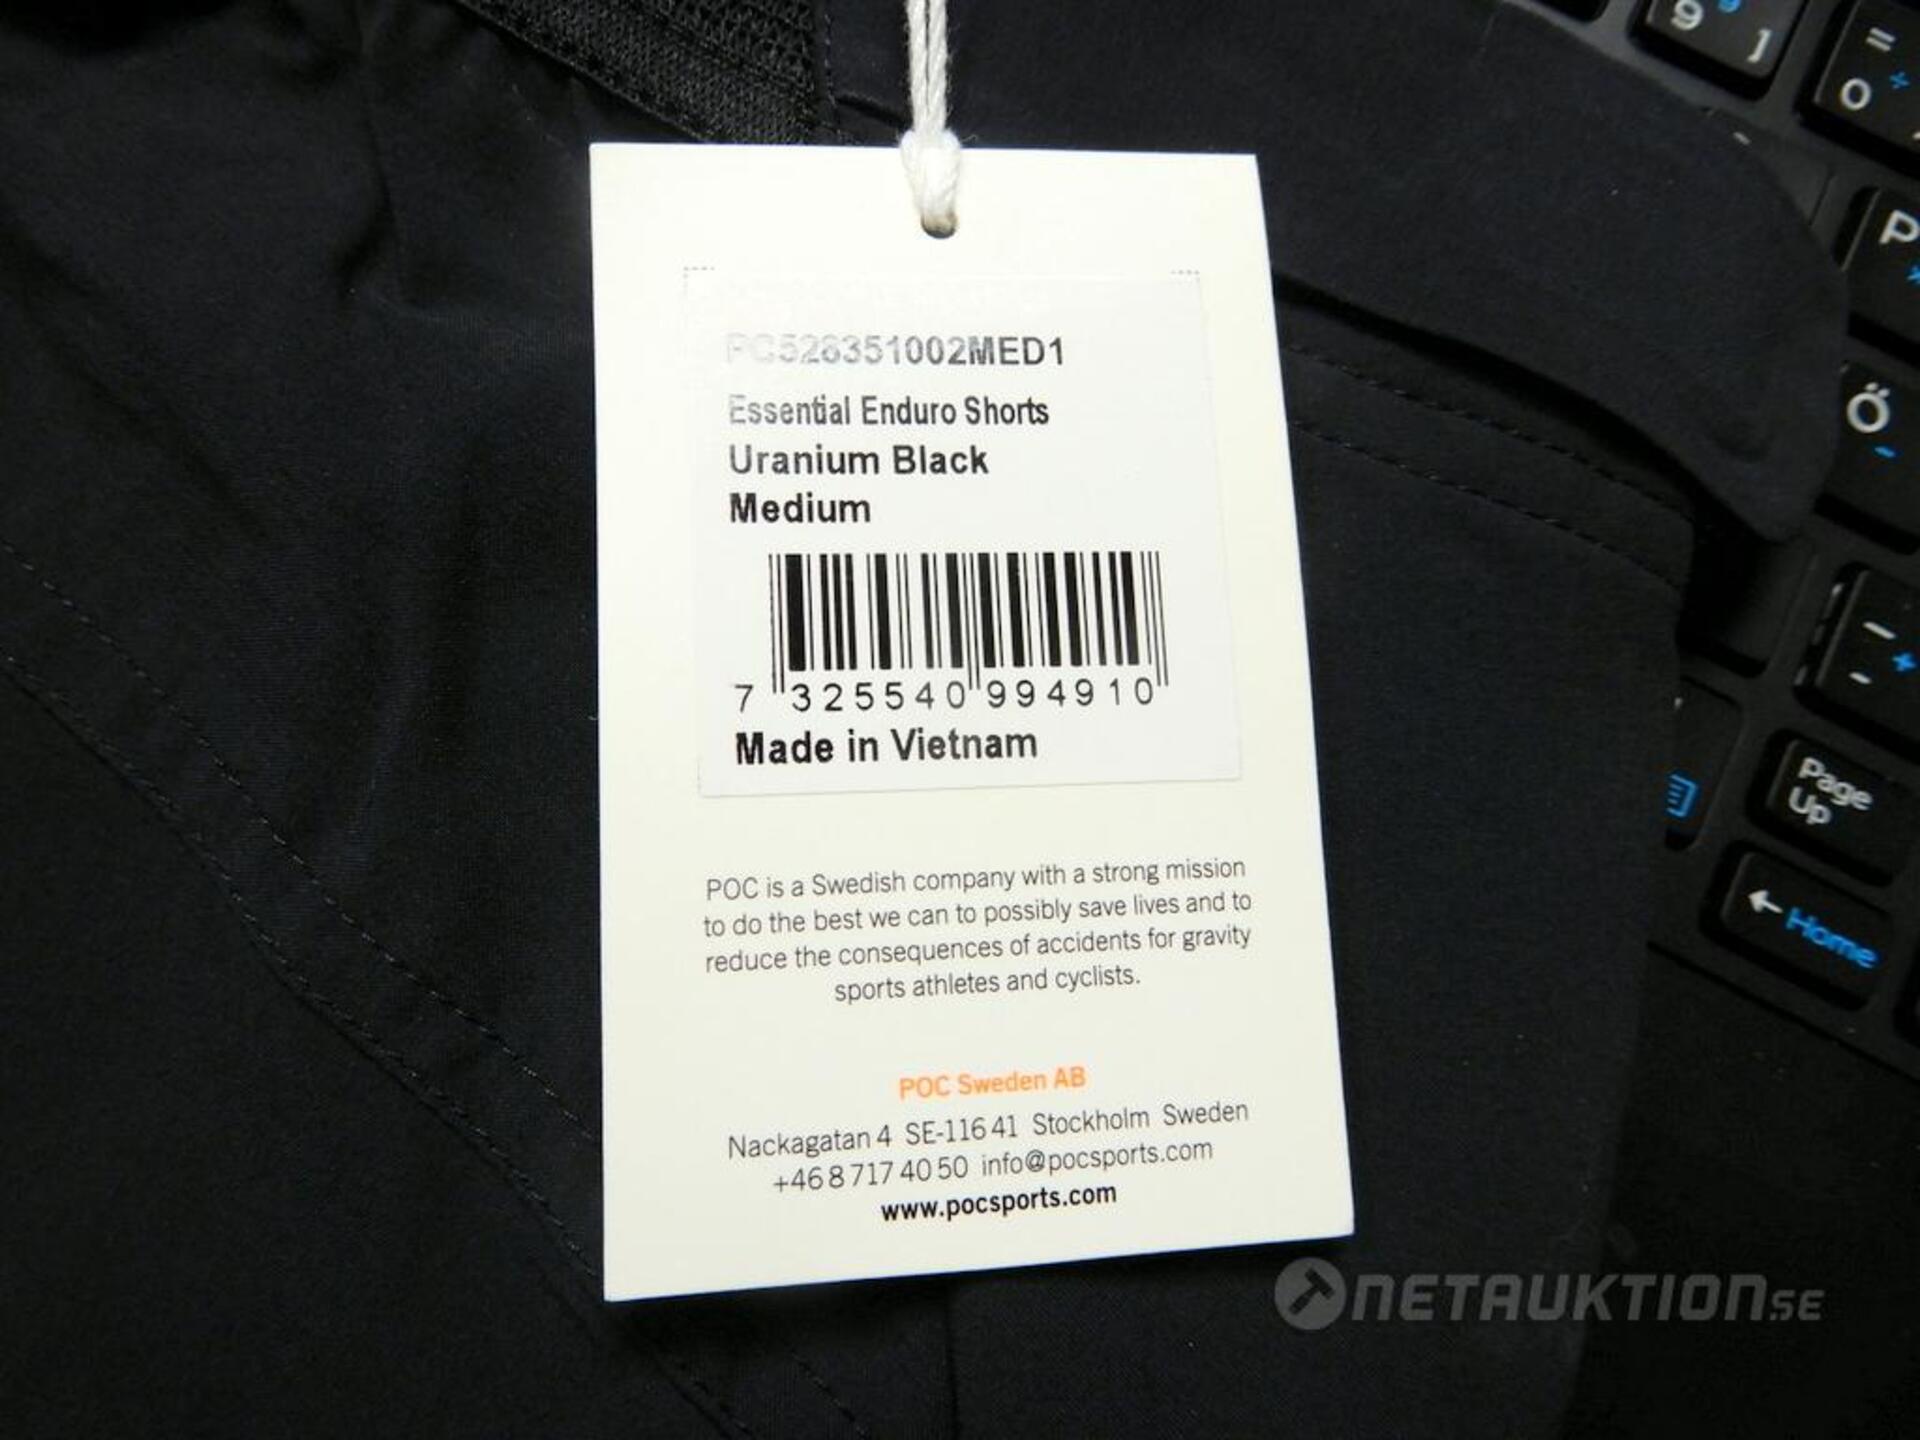 PC528351002MED1
Essential Enduro Shorts
Uranium Black
Medium
7 325540 994910
Made in Vietnam
POC is a Swedish company with a strong mission
to do the best we can to possibly save lives and to
reduce the consequences of accidents for gravity
sports athletes and cyclists.
POC Sweden AB
Nackagatan 4 SE-116 41 Stockholm Sweden
+46 8 717 40 50 info@pocsports.com
www.pocsports.com
9 9 ]
=
0
P
Ö
-
- +
Page
Up
← Home
NETAUKTION.SE